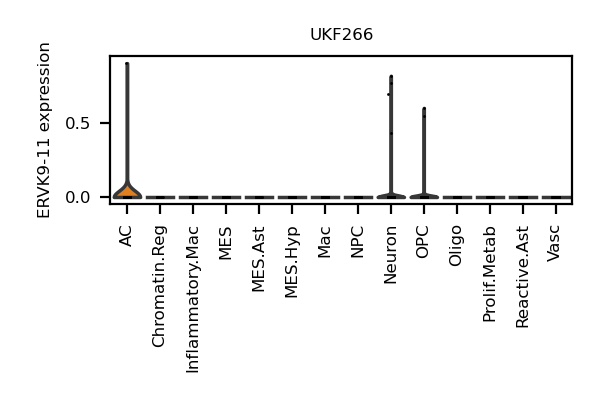 UKF266
ERVK9-11 expression
0.5
0.0
AC
Chromatin.Reg
Inflammatory.Mac
MES
MES.Ast
MES.Hyp
Mac
NPC
Neuron
OPC
Oligo
Prolif.Metab
Reactive.Ast
Vasc